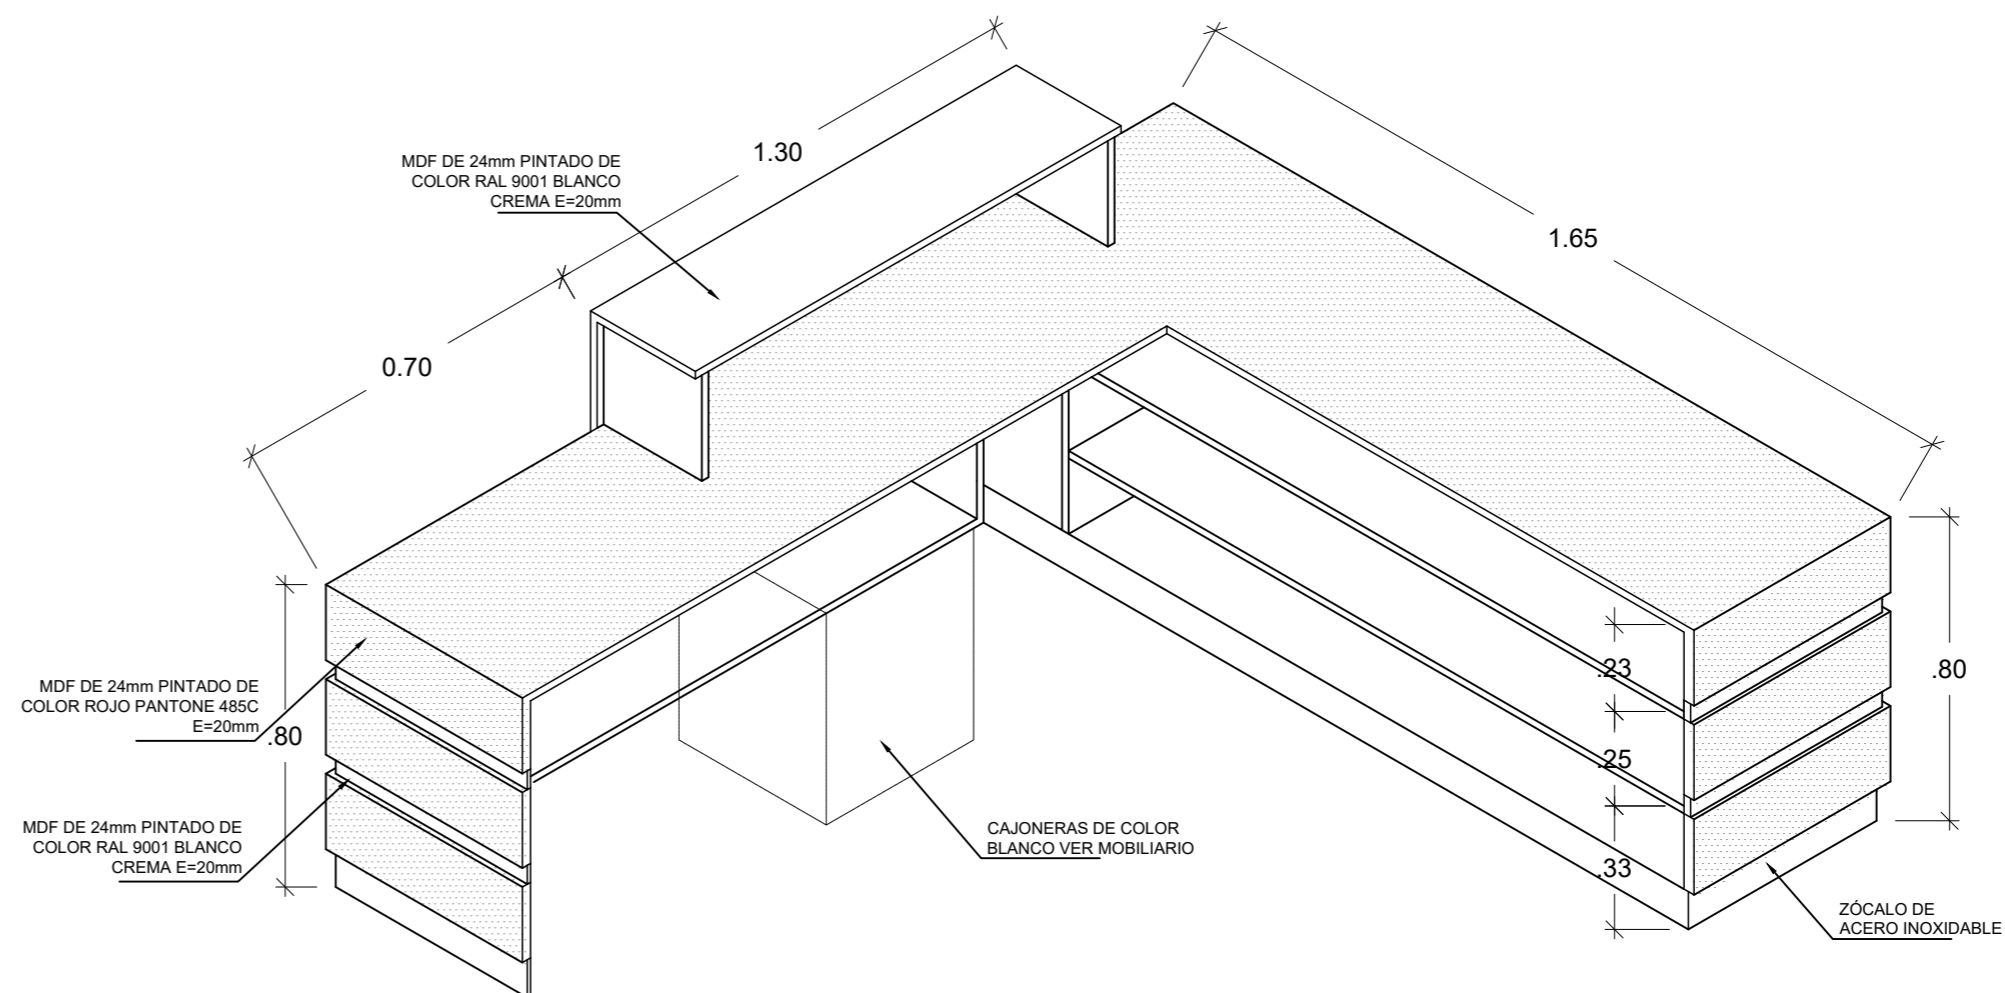 1.30
MDF DE 24mm PINTADO DE
COLOR RAL 9001 BLANCO
CREMA E=20mm
1.65
0.70
.23
.80
MDF DE 24mm PINTADO DE
COLOR ROJO PANTONE 485C
E=20mm
.80
.25
MDF DE 24mm PINTADO DE
COLOR RAL 9001 BLANCO
CREMA E=20mm
CAJONERAS DE COLOR
BLANCO VER MOBILIARIO
.33
ZÓCALO DE
ACERO INOXIDABLE